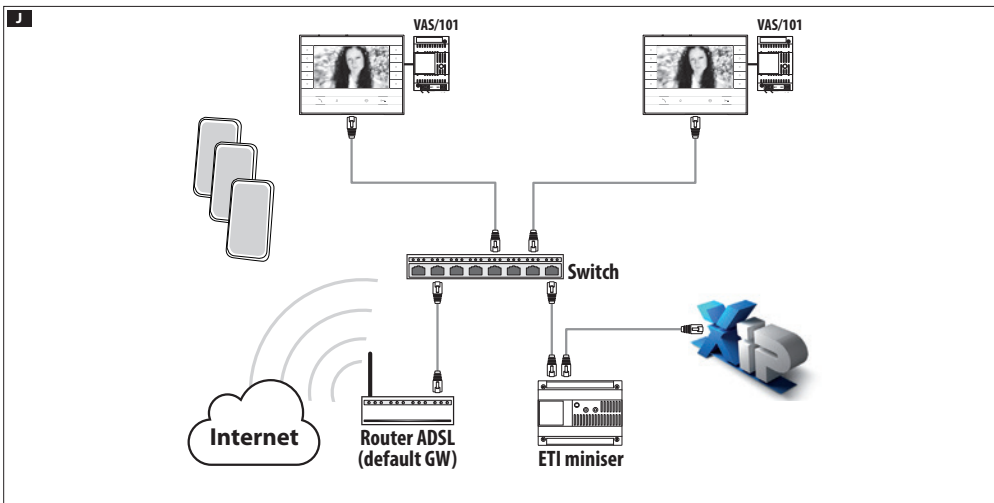 J
VAS/101
VAS/101
Switch
Xip
Internet
Router ADSL
(default GW)
ETI miniser